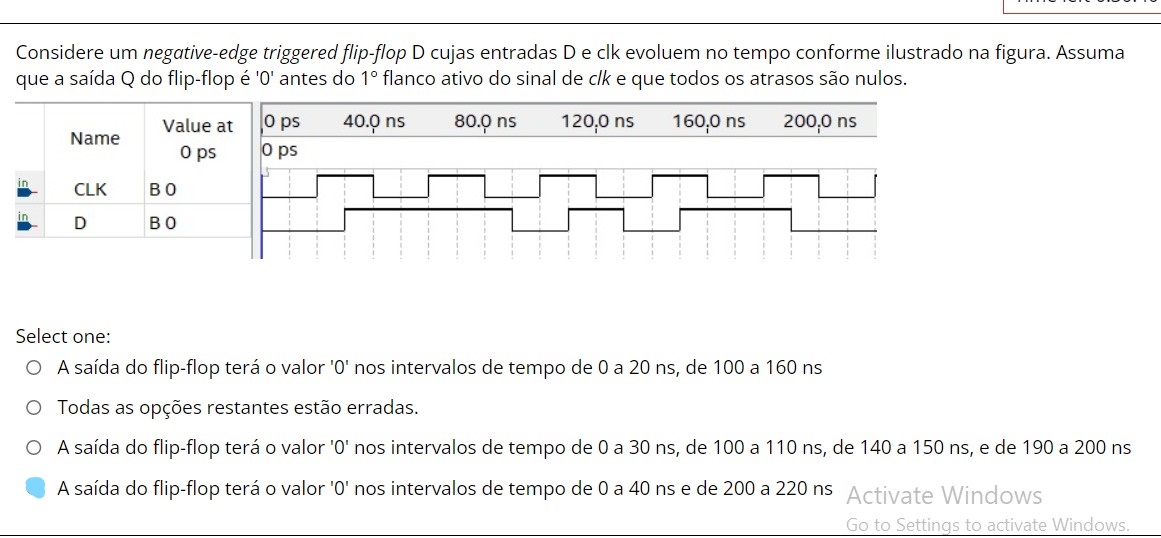 Considere um negative-edge triggered flip-flop D cujas entradas D e clk evoluem no tempo conforme ilustrado na figura. Assuma
que a saída Q do flip-flop é '0' antes do 1º flanco ativo do sinal de clk e que todos os atrasos são nulos.
Name
Value at
0 ps
0 ps 40.0 ns 80.0 ns 120,0 ns 160,0 ns 200,0 ns
0 ps
in CLK B 0
in D B 0
Select one:
A saída do flip-flop terá o valor '0' nos intervalos de tempo de 0 a 20 ns, de 100 a 160 ns
Todas as opções restantes estão erradas.
A saída do flip-flop terá o valor '0' nos intervalos de tempo de 0 a 30 ns, de 100 a 110 ns, de 140 a 150 ns, e de 190 a 200 ns
A saída do flip-flop terá o valor '0' nos intervalos de tempo de 0 a 40 ns e de 200 a 220 ns
Activate Windows
Go to Settings to activate Windows.